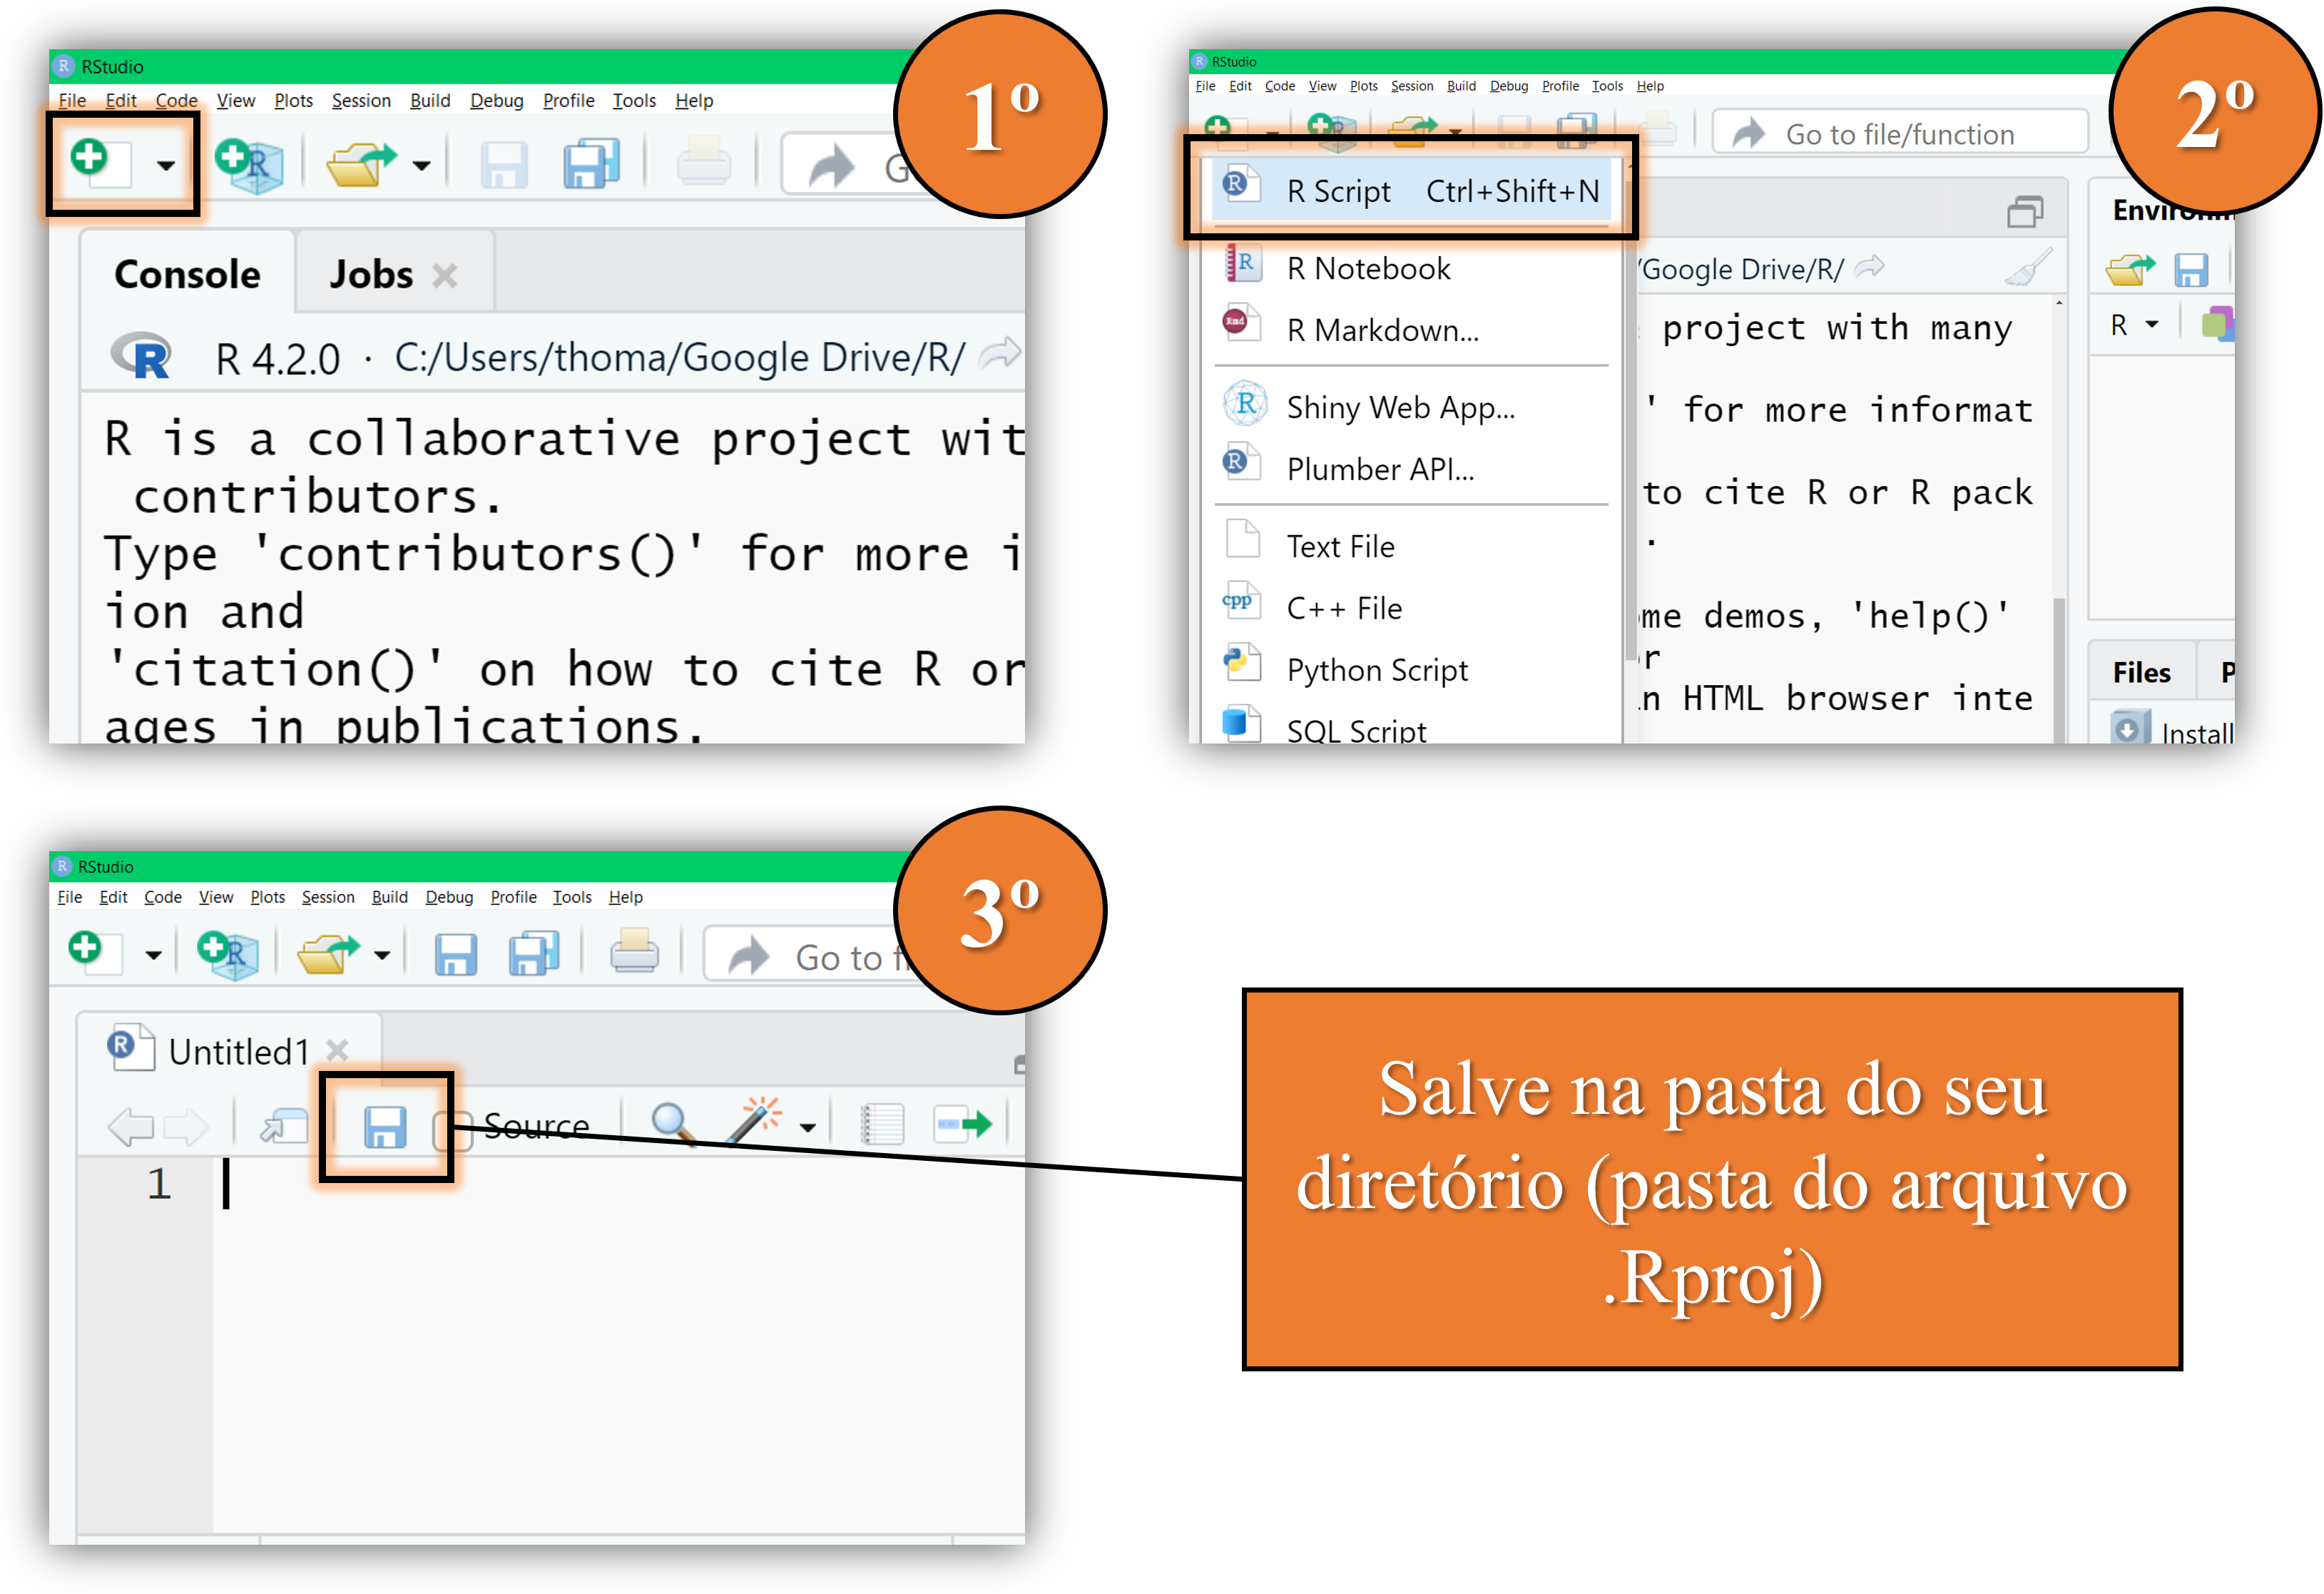 RStudio
File Edit Code View Plots Session Build Debug Profile Tools Help
1º
Console Jobs
R 4.2.0 · C:/Users/thoma/Google Drive/R/
R is a collaborative project wit
contributors.
Type 'contributors()' for more i
ion and
'citation()' on how to cite R or
ages in publications.
RStudio
File Edit Code View Plots Session Build Debug Profile Tools Help
2º
Go to file/function
R Script Ctrl+Shift+N
R Notebook
R Markdown...
Shiny Web App...
Plumber API...
Text File
C++ File
Python Script
SQL Script
/Google Drive/R/
project with many
' for more informat
to cite R or R pack
.
me demos, 'help()'
r
n HTML browser inte
R
Files P
Install
RStudio
File Edit Code View Plots Session Build Debug Profile Tools Help
3º
Go to
Untitled1
Source
1
Salve na pasta do seu
diretório (pasta do arquivo
.Rproj)